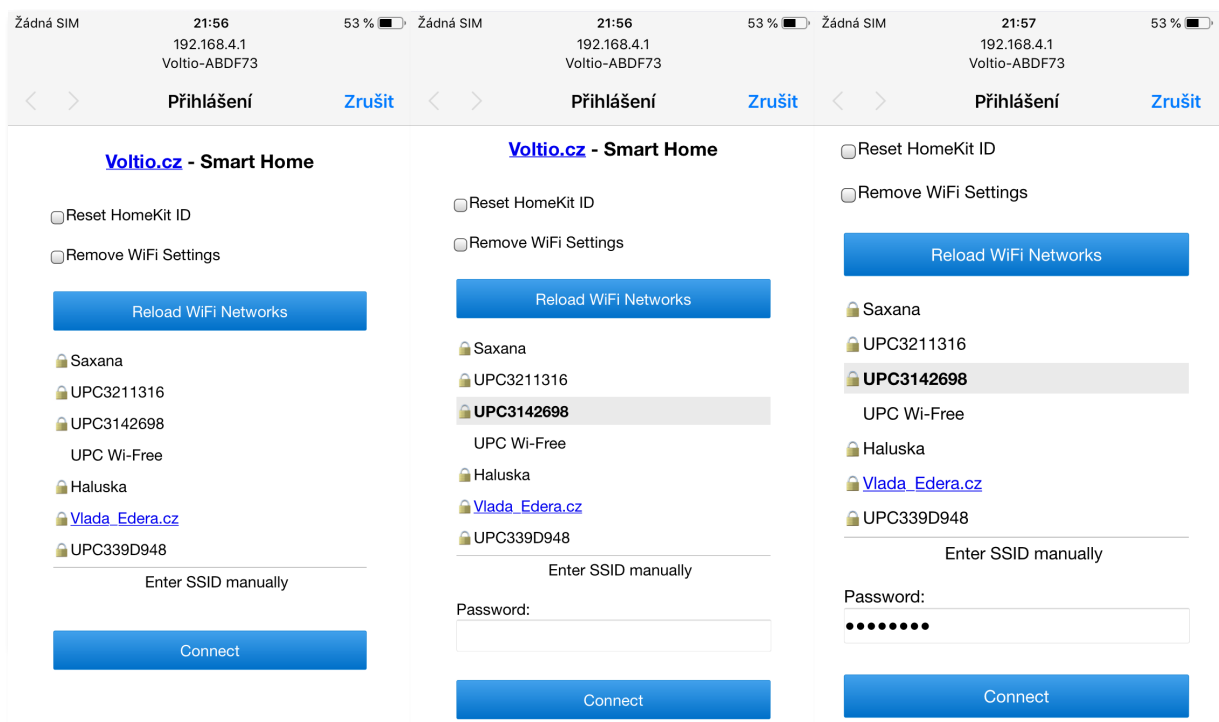 Žádná SIM 21:56 53 %
192.168.4.1
Voltio-ABDF73
Přihlášení Zrušit
Voltio.cz - Smart Home
Reset HomeKit ID
Remove WiFi Settings
Reload WiFi Networks
Saxana
UPC3211316
UPC3142698
UPC Wi-Free
Haluska
Vlada_Edera.cz
UPC339D948
Enter SSID manually
Connect
Žádná SIM 21:56 53 %
192.168.4.1
Voltio-ABDF73
Přihlášení Zrušit
Voltio.cz - Smart Home
Reset HomeKit ID
Remove WiFi Settings
Reload WiFi Networks
Saxana
UPC3211316
UPC3142698
UPC Wi-Free
Haluska
Vlada_Edera.cz
UPC339D948
Enter SSID manually
Password:
Connect
Žádná SIM 21:57 53 %
192.168.4.1
Voltio-ABDF73
Přihlášení Zrušit
Reset HomeKit ID
Remove WiFi Settings
Reload WiFi Networks
Saxana
UPC3211316
UPC3142698
UPC Wi-Free
Haluska
Vlada_Edera.cz
UPC339D948
Enter SSID manually
Password:
●●●●●●●●
Connect